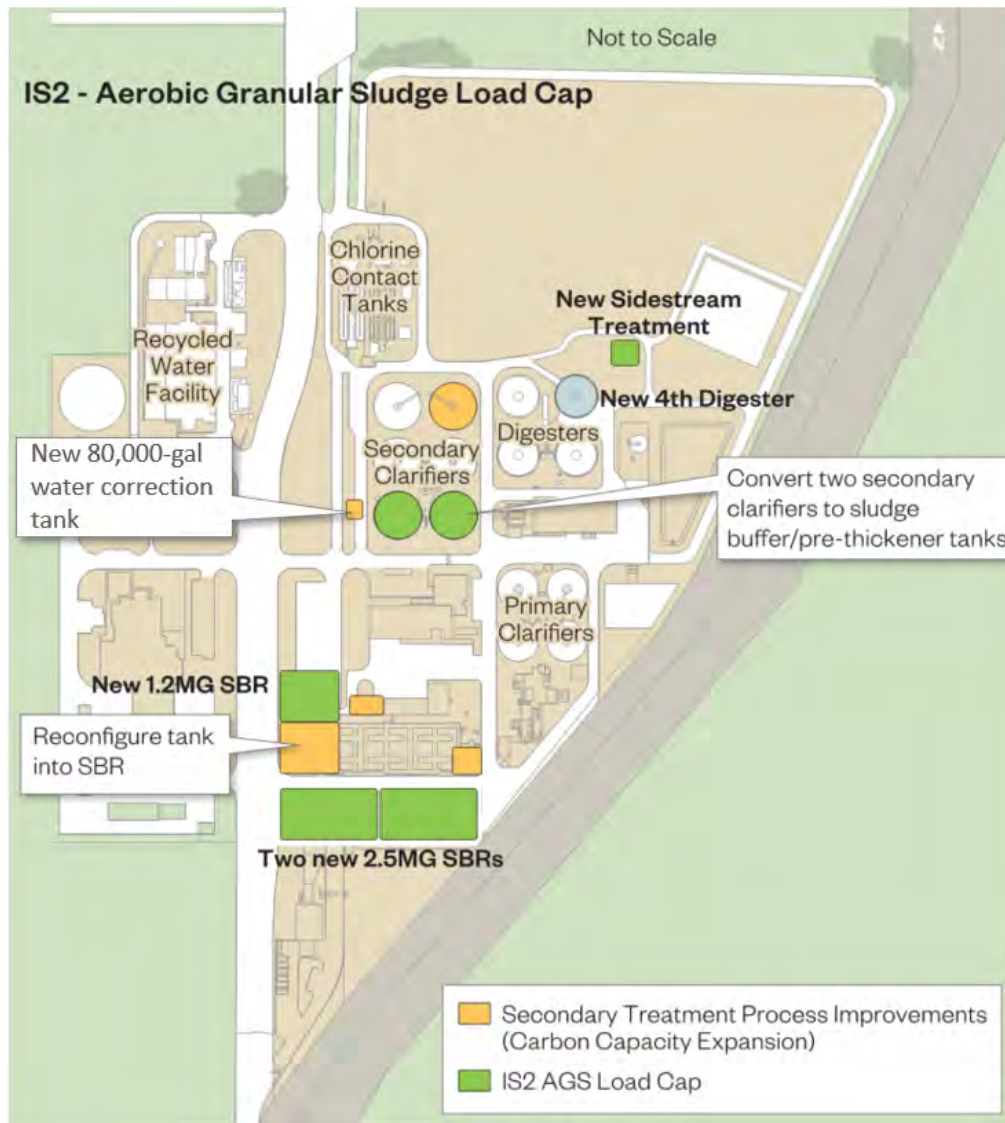 Not to Scale
N
IS2 - Aerobic Granular Sludge Load Cap
Chlorine
Contact
Tanks
New Sidestream
Treatment
Recycled
Water
Facility
New 4th Digester
Digesters
Secondary
Clarifiers
New 80,000-gal
water correction
tank
Convert two secondary
clarifiers to sludge
buffer/pre-thickener tanks
Primary
Clarifiers
New 1.2MG SBR
Reconfigure tank
into SBR
Two new 2.5MG SBRs
Secondary Treatment Process Improvements
(Carbon Capacity Expansion)
IS2 AGS Load Cap